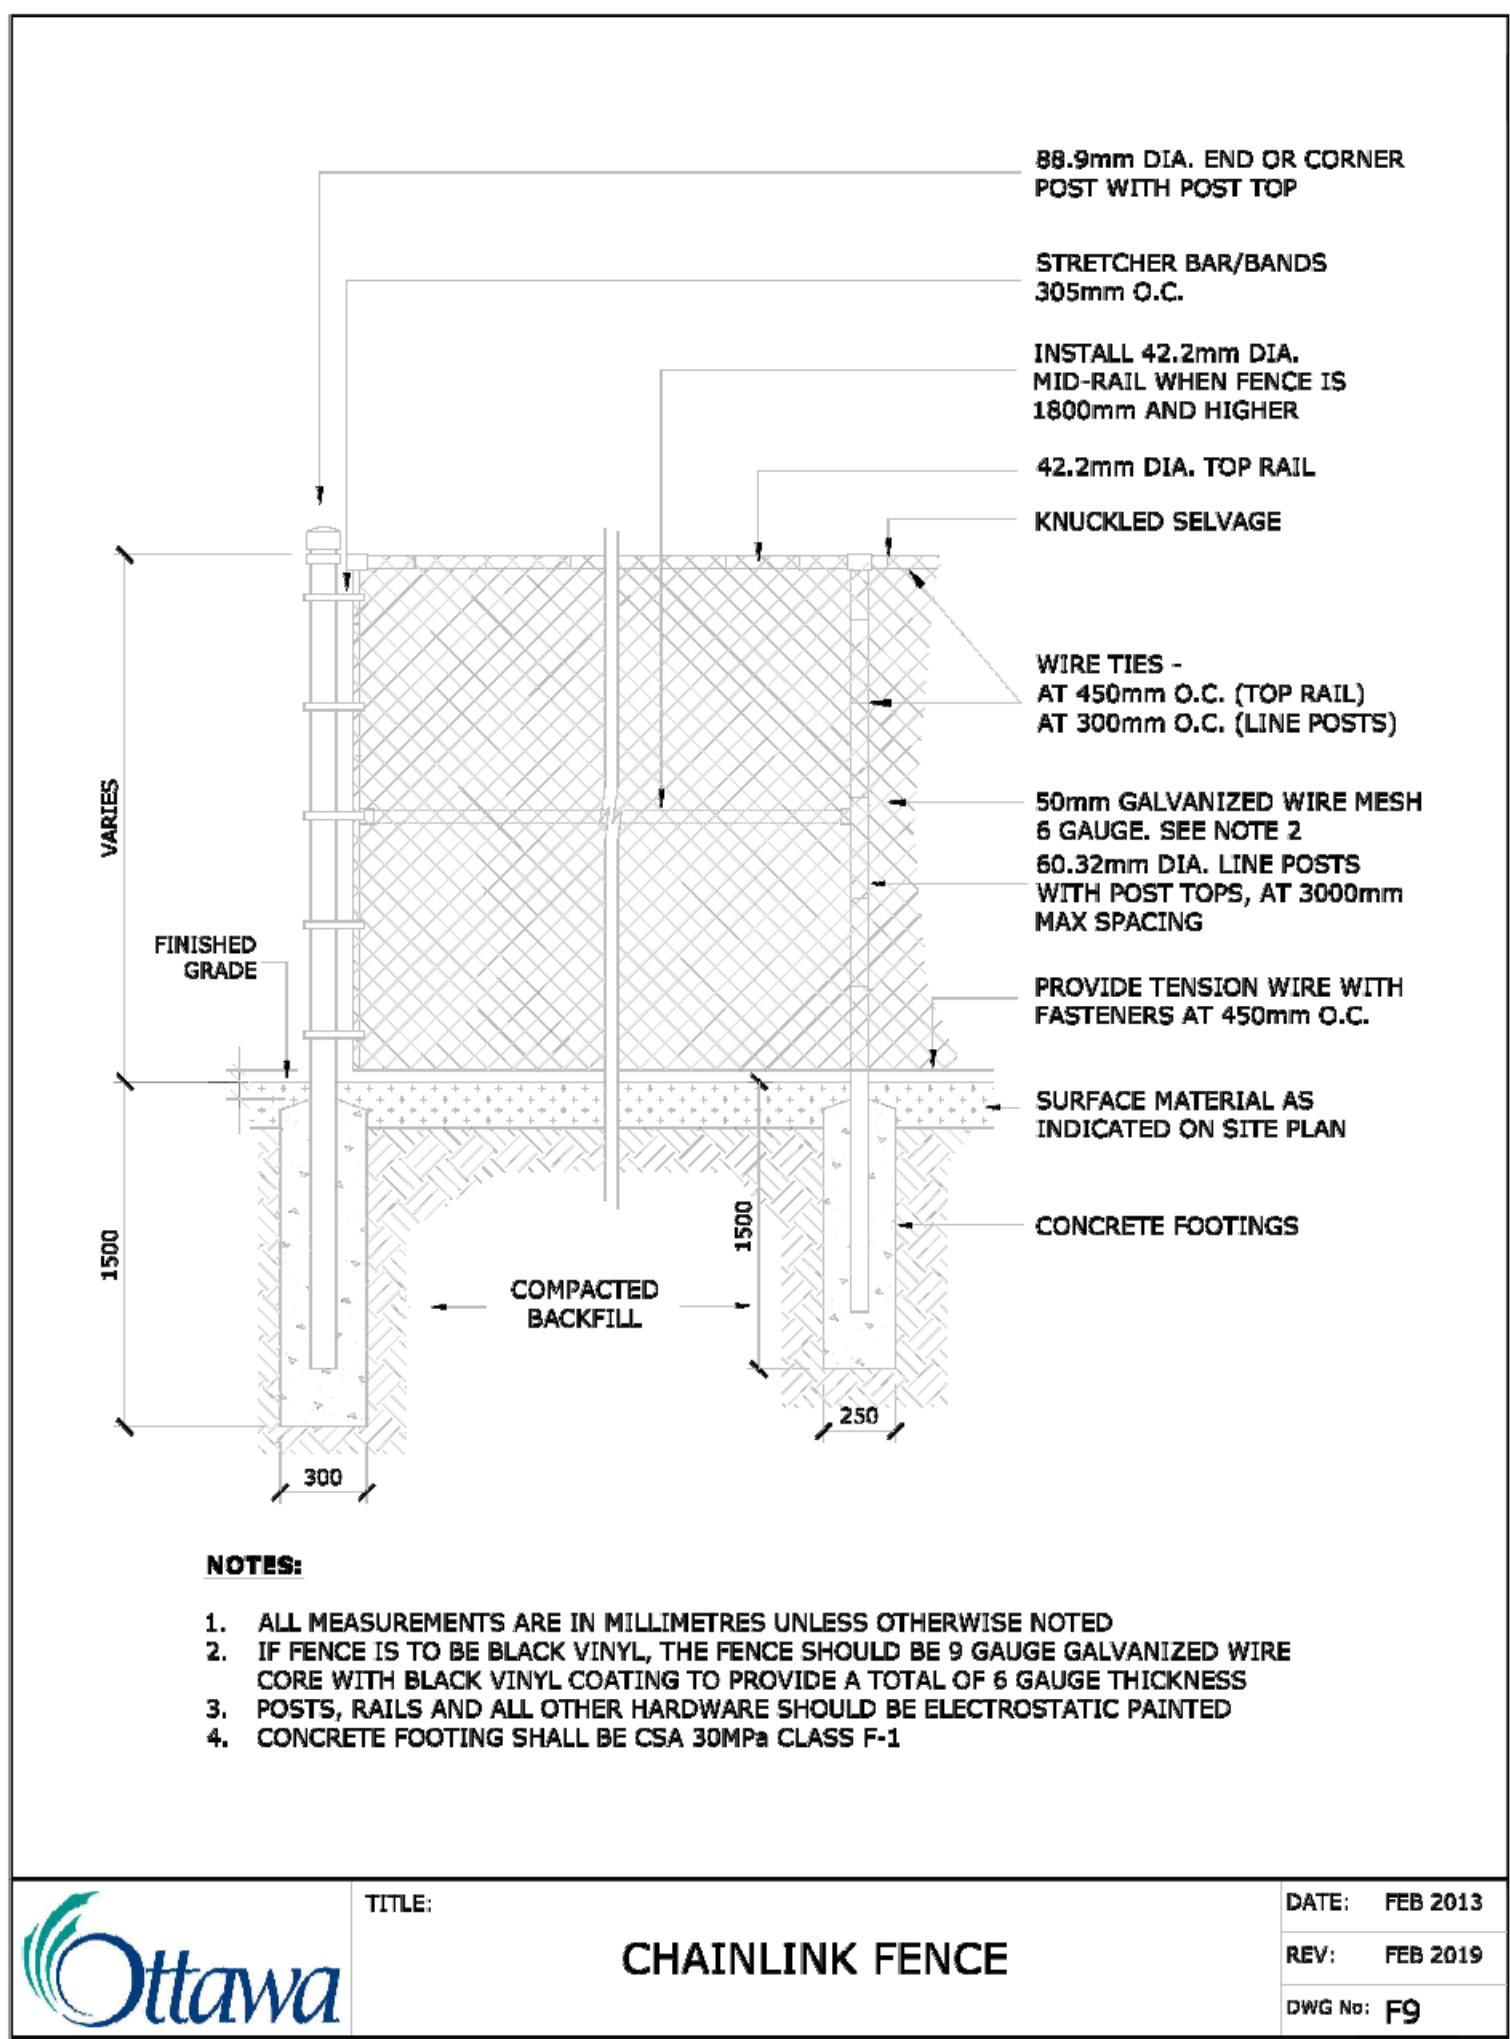 88.9mm DIA. END OR CORNER
POST WITH POST TOP
STRETCHER BAR/BANDS
305mm O.C.
INSTALL 42.2mm DIA.
MID-RAIL WHEN FENCE IS
1800mm AND HIGHER
42.2mm DIA. TOP RAIL
KNUCKLED SELVAGE
WIRE TIES -
AT 450mm O.C. (TOP RAIL)
AT 300mm O.C. (LINE POSTS)
50mm GALVANIZED WIRE MESH
6 GAUGE. SEE NOTE 2
60.32mm DIA. LINE POSTS
WITH POST TOPS, AT 3000mm
MAX SPACING
VARIES
FINISHED
GRADE
PROVIDE TENSION WIRE WITH
FASTENERS AT 450mm O.C.
SURFACE MATERIAL AS
INDICATED ON SITE PLAN
CONCRETE FOOTINGS
1500
1500
COMPACTED
BACKFILL
250
300
NOTES:
1. ALL MEASUREMENTS ARE IN MILLIMETRES UNLESS OTHERWISE NOTED
2. IF FENCE IS TO BE BLACK VINYL, THE FENCE SHOULD BE 9 GAUGE GALVANIZED WIRE
CORE WITH BLACK VINYL COATING TO PROVIDE A TOTAL OF 6 GAUGE THICKNESS
3. POSTS, RAILS AND ALL OTHER HARDWARE SHOULD BE ELECTROSTATIC PAINTED
4. CONCRETE FOOTING SHALL BE CSA 30MPa CLASS F-1
Ottawa
TITLE:
CHAINLINK FENCE
DATE: FEB 2013
REV: FEB 2019
DWG No: F9